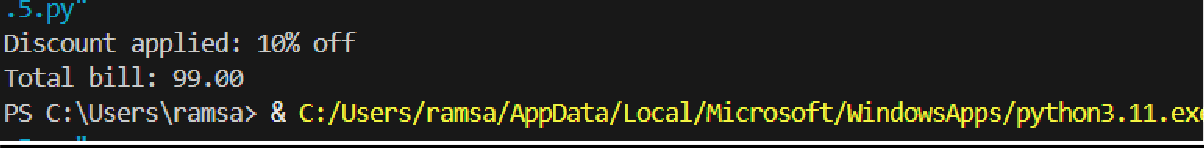 .5.py"
Discount applied: 10% off
Total bill: 99.00
PS C:\Users\ramsa> & C:/Users/ramsa/AppData/Local/Microsoft/WindowsApps/python3.11.exe